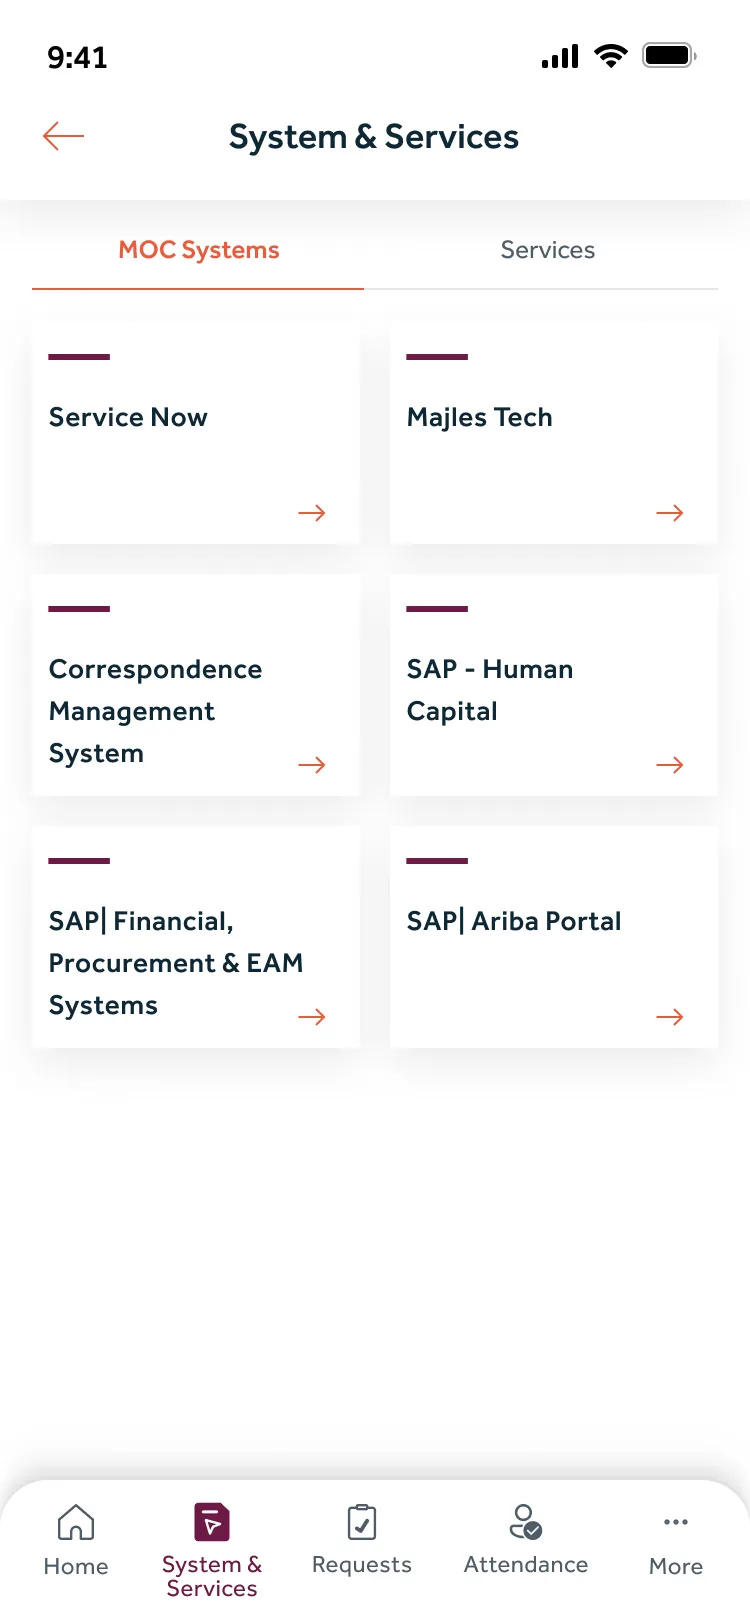 9:41
System & Services
MOC Systems
Services
Service Now
Majles Tech
Correspondence
Management
System
SAP - Human
Capital
SAP| Financial,
Procurement & EAM
Systems
SAP| Ariba Portal
Home
System &
Services
Requests
Attendance
More